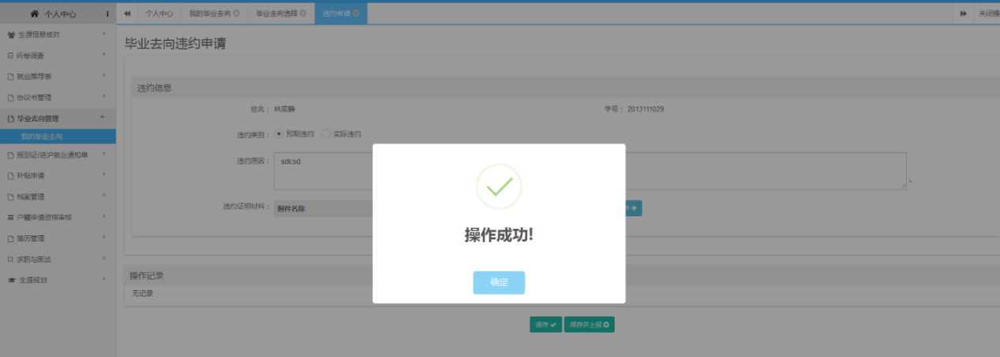 个人中心
个人中心
我的毕业去向
毕业去向选择
违约申请
关闭操
生源信息核对
问卷调查
就业推荐表
协议书管理
毕业去向管理
我的毕业去向
报到证/进沪就业通知单
补贴申请
档案管理
户籍申请资格审核
简历管理
求职与面试
生涯规划
毕业去向违约申请
违约信息
姓名： 林奕静
学号： 2013111029
违约类别： 预期违约 实际违约
违约原因： sdcsd
*
违约证明材料： 附件名称
操作成功!
确定
操作记录
无记录
保存
保存并上报